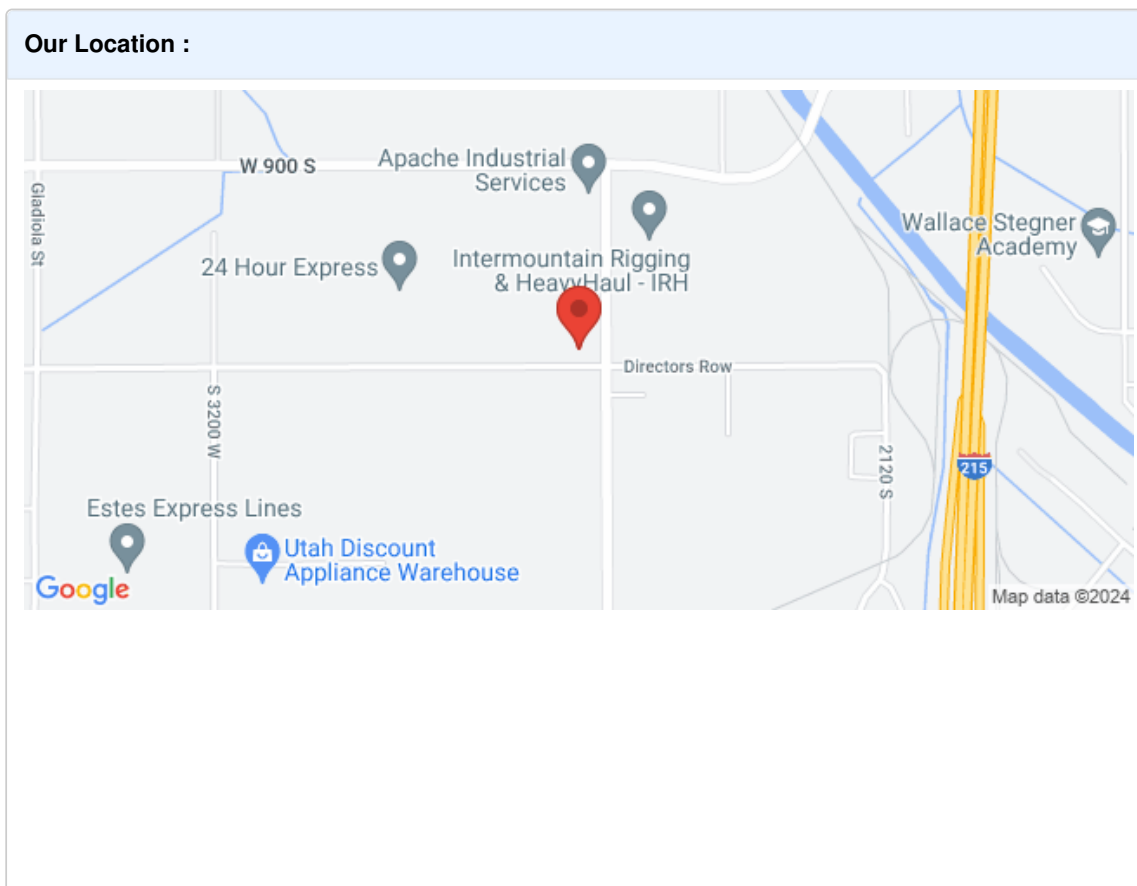 Our Location :
W 900 S
Apache Industrial
Services
Gladiola St
Wallace Stegner
Academy
24 Hour Express
Intermountain Rigging
& HeavyHaul - IRH
Directors Row
S 3200 W
2120 S
215
Estes Express Lines
Utah Discount
Appliance Warehouse
Google
Map data ©2024